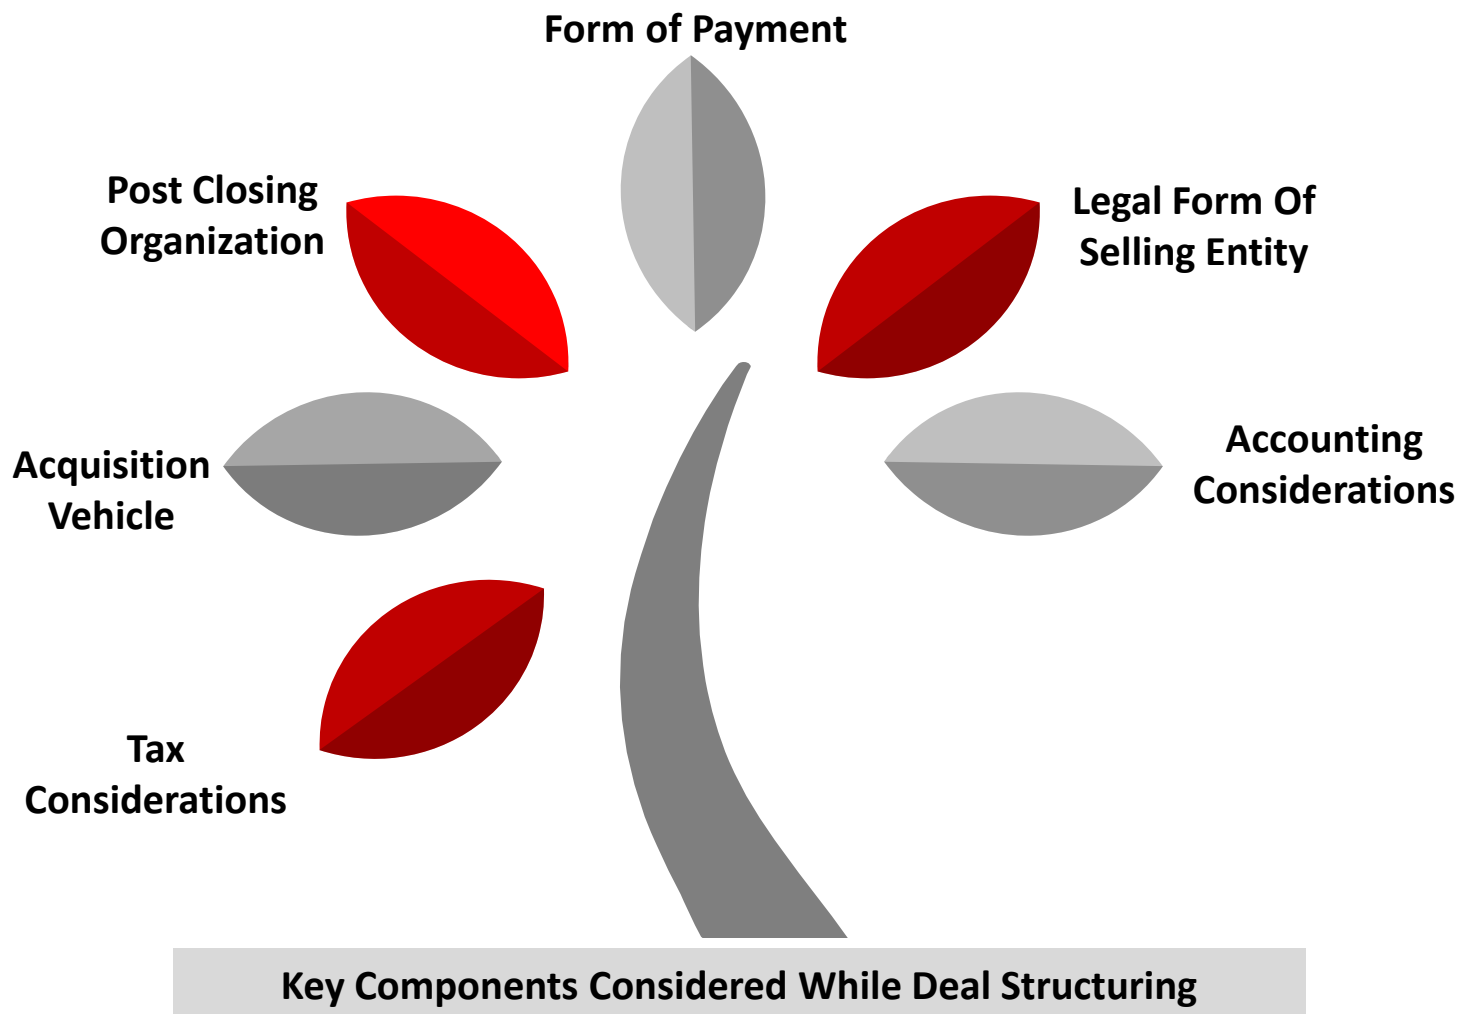 Form of Payment
Post Closing
Organization
Legal Form Of
Selling Entity
Acquisition
Vehicle
Accounting
Considerations
Tax
Considerations
Key Components Considered While Deal Structuring